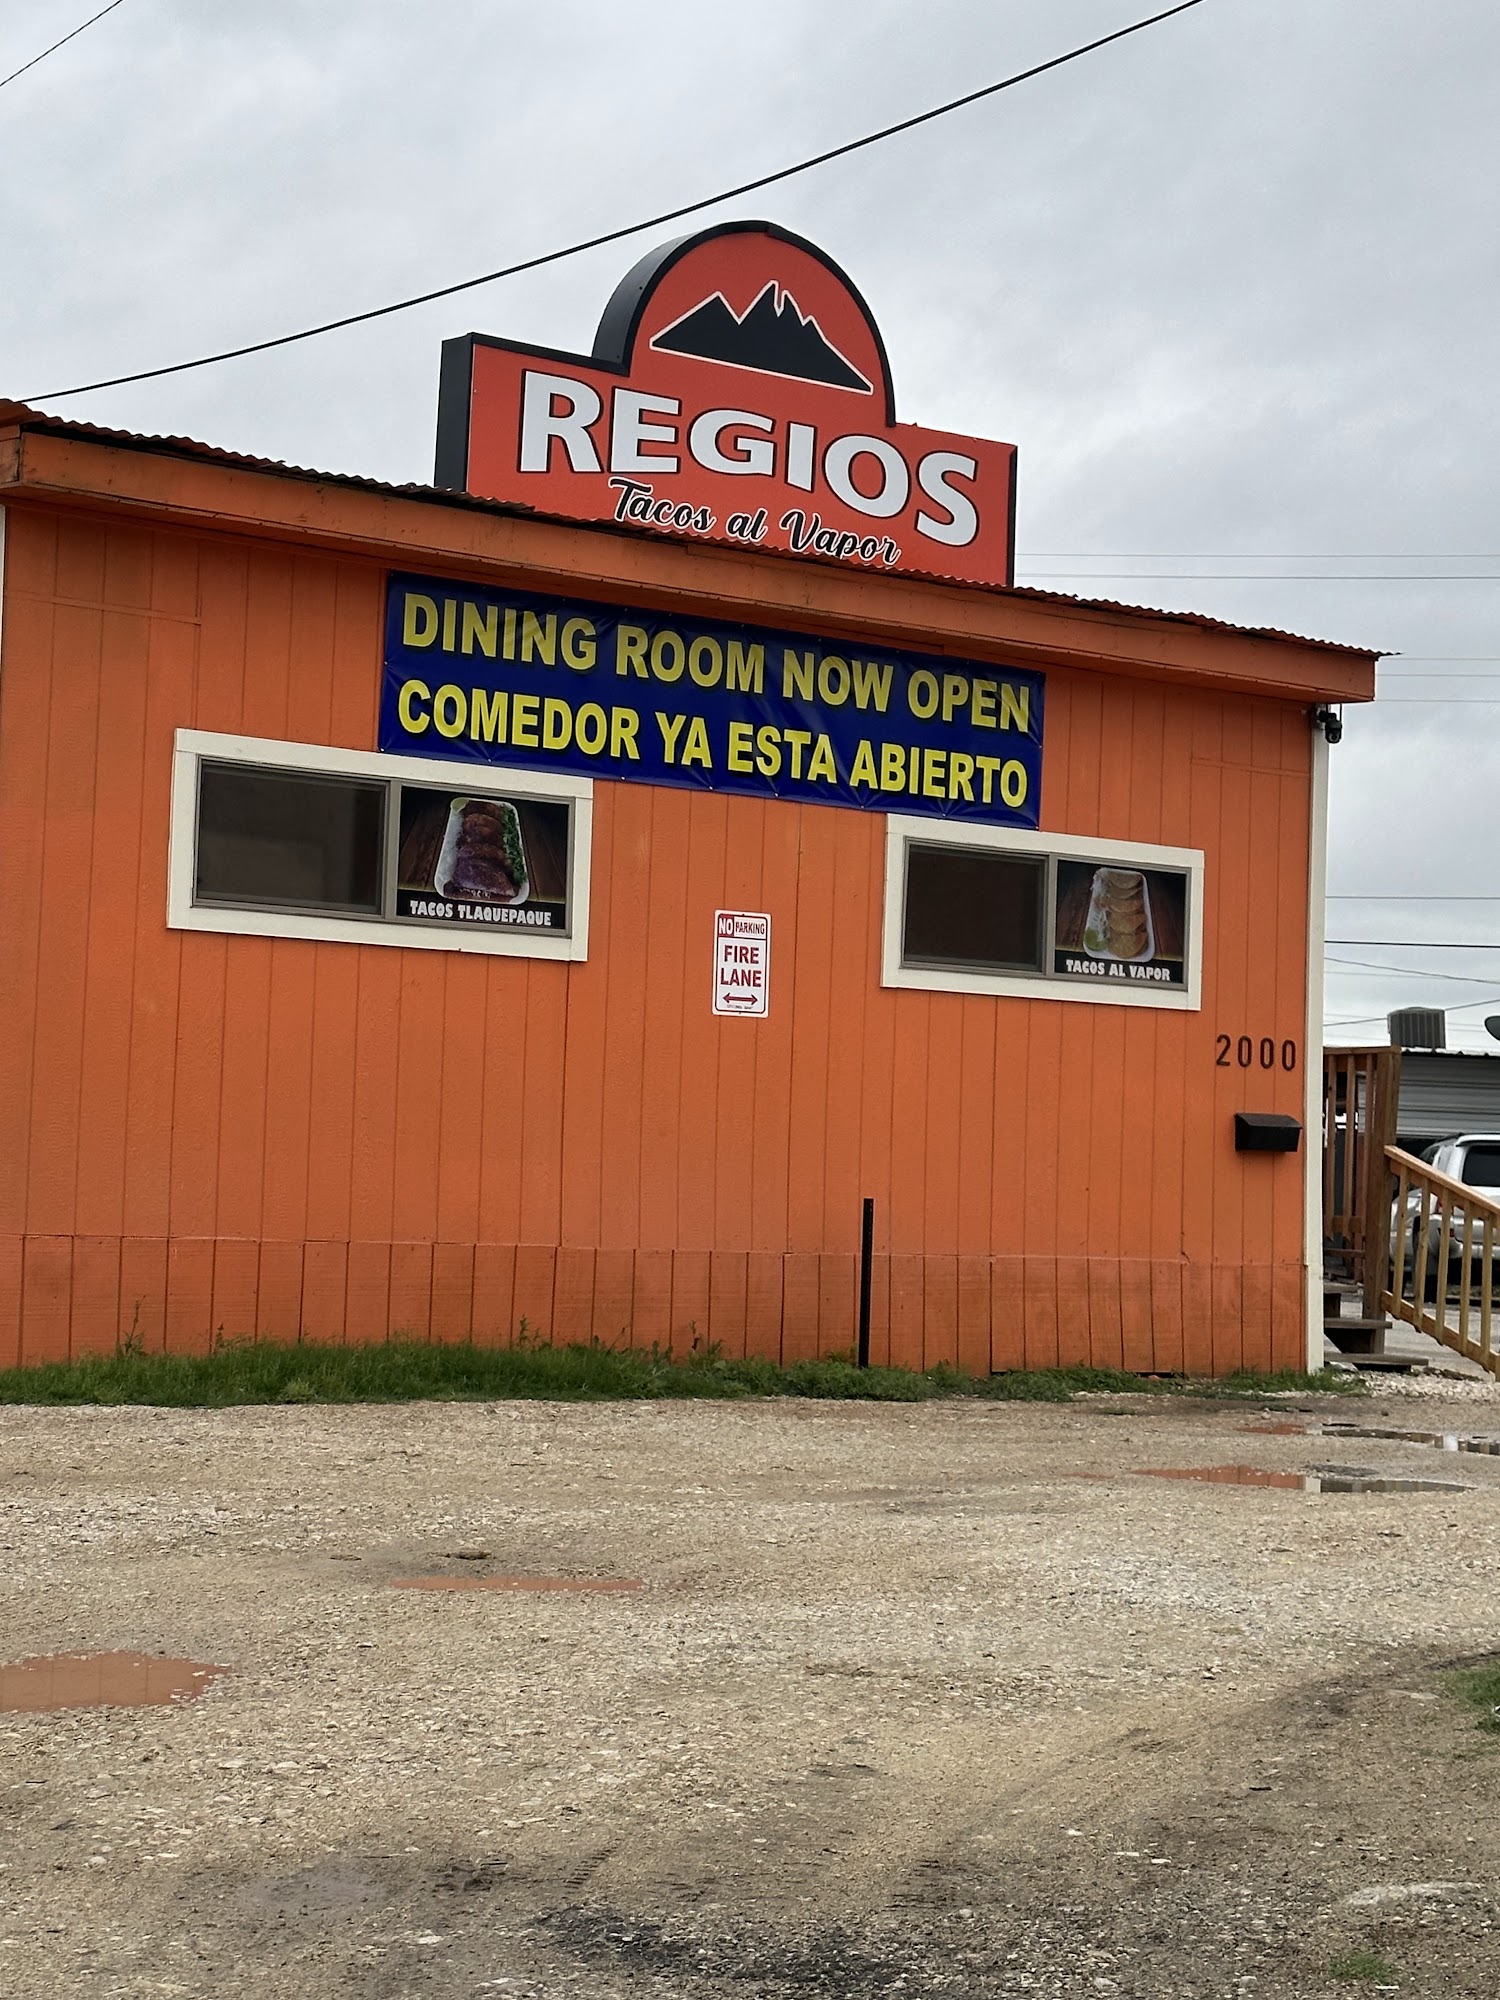 REGIOS
Tacos al Vapor
DINING ROOM NOW OPEN
COMEDOR YA ESTA ABIERTO
TACOS TLAQUEPAQUE
NO PARKING
FIRE
LANE
TACOS AL VAPOR
2000